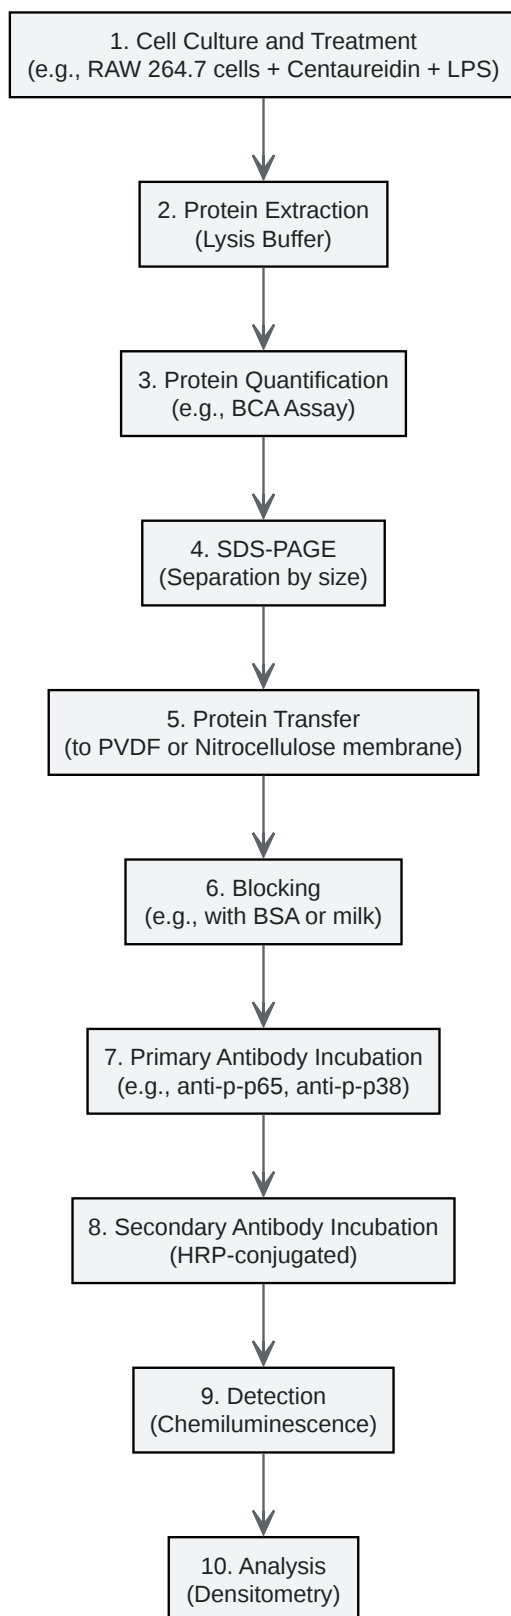 1. Cell Culture and Treatment
(e.g., RAW 264.7 cells + Centaureidin + LPS)
2. Protein Extraction
(Lysis Buffer)
3. Protein Quantification
(e.g., BCA Assay)
4. SDS-PAGE
(Separation by size)
5. Protein Transfer
(to PVDF or Nitrocellulose membrane)
6. Blocking
(e.g., with BSA or milk)
7. Primary Antibody Incubation
(e.g., anti-p-p65, anti-p-p38)
8. Secondary Antibody Incubation
(HRP-conjugated)
9. Detection
(Chemiluminescence)
10. Analysis
(Densitometry)